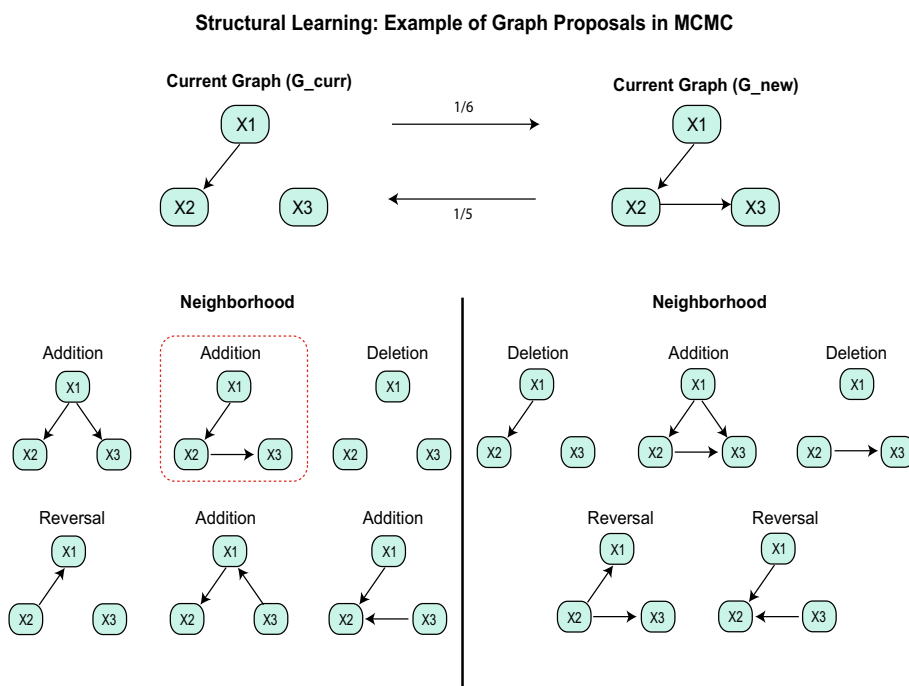 Structural Learning: Example of Graph Proposals in MCMC
Current Graph (G_curr)
Current Graph (G_new)
X1
1/6
X1
X2
X3
1/5
X2
X3
Neighborhood
Neighborhood
Addition
Addition
Deletion
Deletion
Addition
Deletion
X1
X1
X1
X1
X1
X1
X2
X3
X2
X3
X2
X3
X2
X3
X2
X3
X2
X3
Reversal
Addition
Addition
Reversal
Reversal
X1
X1
X1
X1
X1
X2
X3
X2
X3
X2
X3
X2
X3
X2
X3